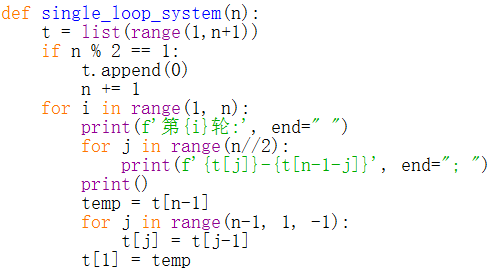 def single_loop_system(n):
    t = list(range(1,n+1))
    if n % 2 == 1:
        t.append(0)
        n += 1
    for i in range(1, n):
        print(f'第{i}轮:', end=" ")
        for j in range(n//2):
            print(f'{t[j]}-{t[n-1-j]}', end="; ")
        print()
        temp = t[n-1]
        for j in range(n-1, 1, -1):
            t[j] = t[j-1]
        t[1] = temp